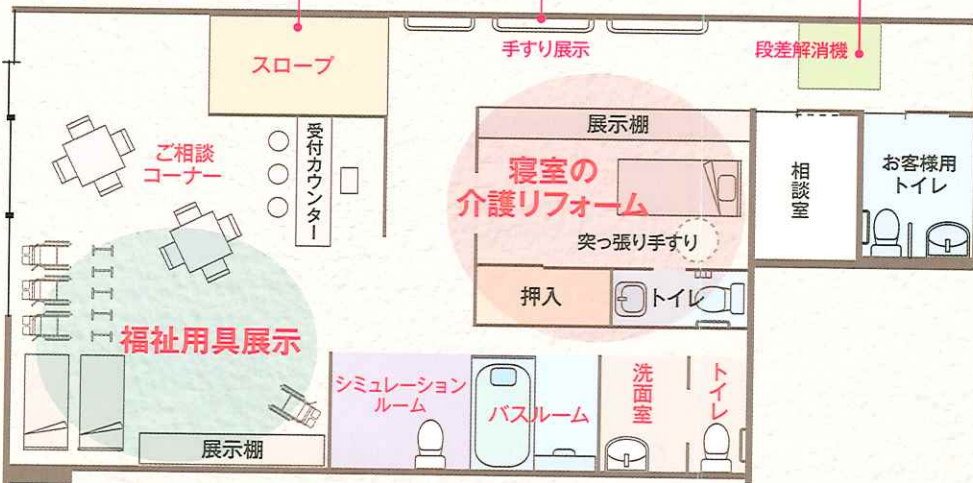 手すり展示
段差解消機
スロープ
展示棚
受付カウンター
ご相談
コーナー
寝室の
介護リフォーム
相談室
お客様用
トイレ
突っ張り手すり
押入
トイレ
福祉用具展示
シミュレーション
ルーム
バスルーム
洗面室
トイレ
展示棚